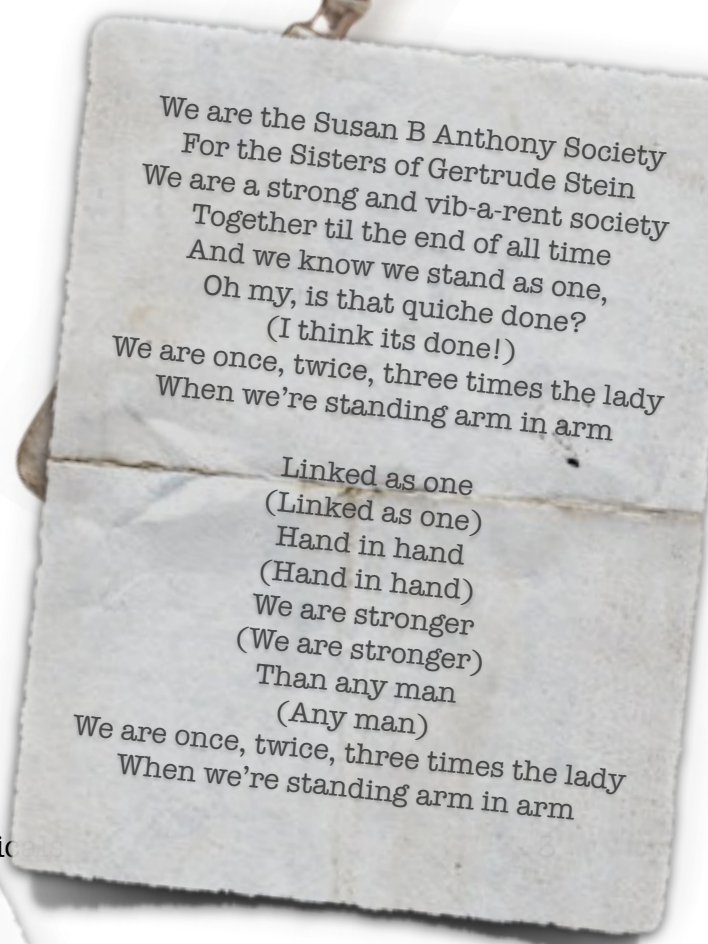 We are the Susan B Anthony Society
For the Sisters of Gertrude Stein
We are a strong and vib-a-rent society
Together til the end of all time
And we know we stand as one,
Oh my, is that quiche done?
(I think its done!)
We are once, twice, three times the lady
When we’re standing arm in arm
Linked as one
(Linked as one)
Hand in hand
(Hand in hand)
We are stronger
(We are stronger)
Than any man
(Any man)
We are once, twice, three times the lady
When we’re standing arm in arm